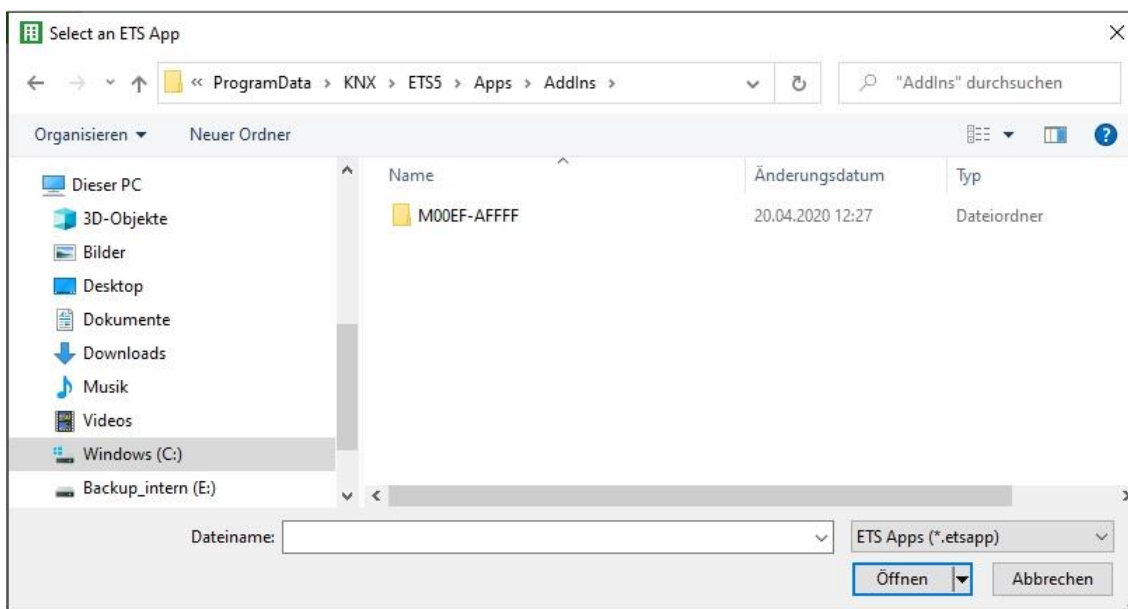 Select an ETS App
« ProgramData › KNX › ETS5 › Apps › AddIns ›
"AddIns" durchsuchen
Organisieren
Neuer Ordner
Name
Änderungsdatum
Typ
Dieser PC
3D-Objekte
M00EF-AFFFF
20.04.2020 12:27
Dateiordner
Bilder
Desktop
Dokumente
Downloads
Musik
Videos
Windows (C:)
Backup_intern (E:)
Dateiname:
ETS Apps (*.etsapp)
Öffnen
Abbrechen